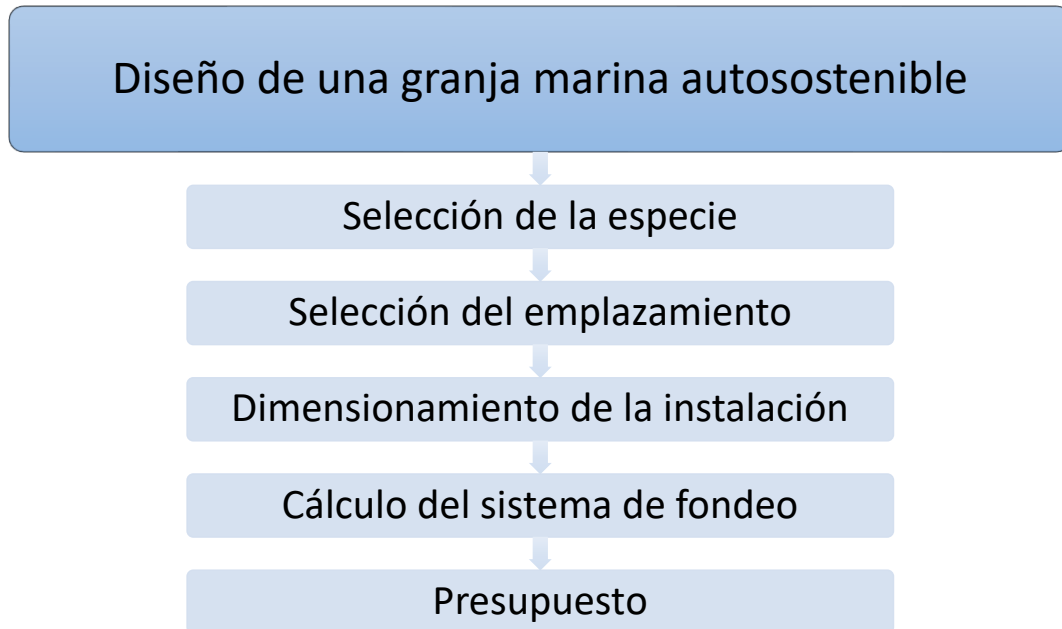 Diseño de una granja marina autosostenible
Selección de la especie
Selección del emplazamiento
Dimensionamiento de la instalación
Cálculo del sistema de fondeo
Presupuesto